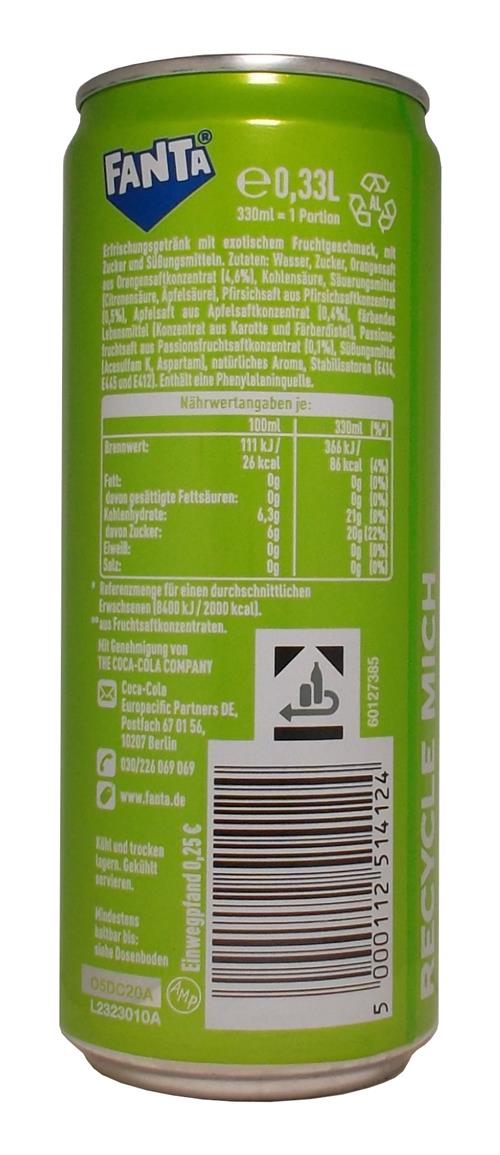 FANTA®
e0,33L
330ml = 1 Portion
AL
Erfrischungsgetränk mit exotischem Fruchtgeschmack, mit
Zucker und Süßungsmitteln. Zutaten: Wasser, Zucker, Orangensaft
aus Orangensaftkonzentrat (4,6%), Kohlensäure, Säuerungsmittel
(Citronensäure, Äpfelsäure), Pfirsichsaft aus Pfirsichsaftkonzentrat
(0,5%), Apfelsaft aus Apfelsaftkonzentrat (0,4%), färbendes
Lebensmittel (Konzentrat aus Karotte und Färberdistel), Passions-
fruchtsaft aus Passionsfruchtsaftkonzentrat (0,1%), Süßungsmittel
(Acesulfam K, Aspartam), natürliches Aroma, Stabilisatoren (E414,
E445 und E412). Enthält eine Phenylalaninquelle.
Nährwertangaben je:
100ml 330ml (%*)
Brennwert: 111 kJ/ 366 kJ/
26 kcal 86 kcal (4%)
Fett: 0g 0g (0%)
davon gesättigte Fettsäuren: 0g 0g (0%)
Kohlenhydrate: 6,3g 21g (8%)
davon Zucker: 6g 20g (22%)
Eiweiß: 0g 0g (0%)
Salz: 0g 0g (0%)
* Referenzmenge für einen durchschnittlichen
Erwachsenen (8400 kJ / 2000 kcal).
**aus Fruchtsaftkonzentraten.
Mit Genehmigung von
THE COCA-COLA COMPANY
Coca-Cola
Europacific Partners DE,
Postfach 67 01 56,
10207 Berlin
030/226 069 069
www.fanta.de
Kühl und trocken
lagern. Gekühlt
servieren.
Mindestens
haltbar bis:
siehe Dosenboden
05DC20A
L2323010A
AMP
Einwegpfand 0,25 €
60127385
5 000112 514124
RECYCLE MICH